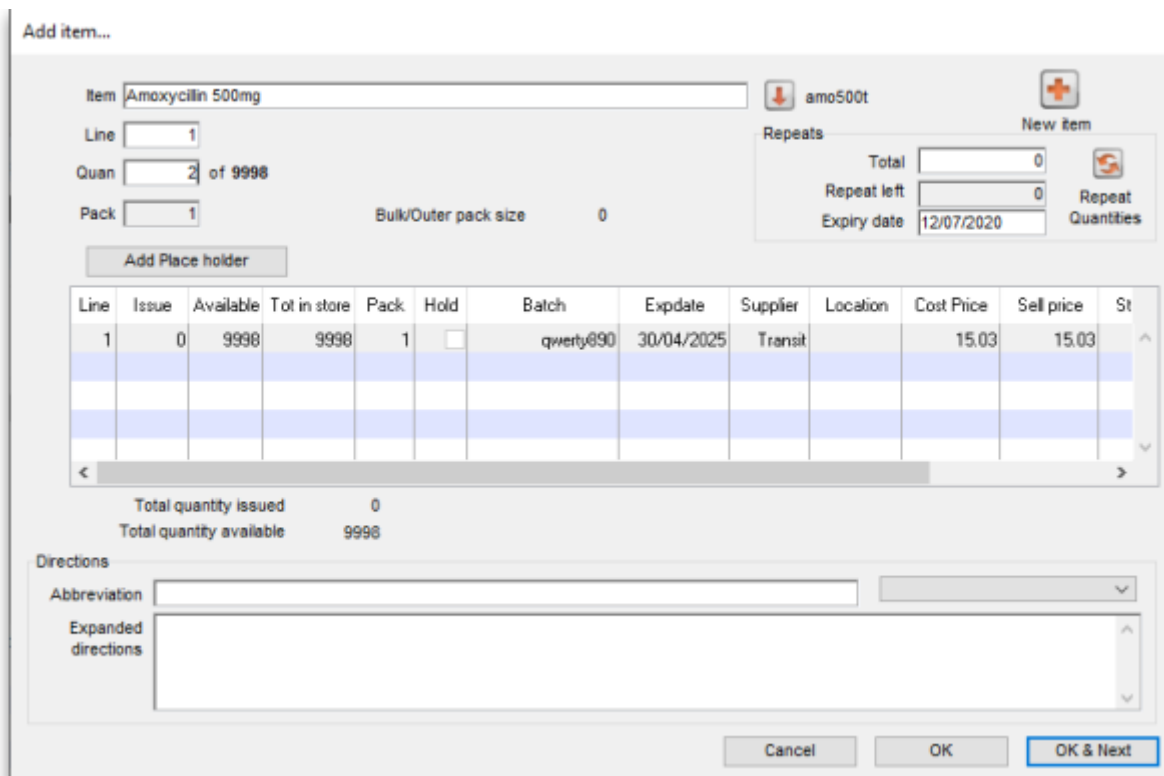 Add item...
Item Amoxycillin 500mg amo500t
New item
Line 1
Repeats
Quan 2 of 9998
Total 0
Repeat left 0
Repeat Quantities
Pack 1 Bulk/Outer pack size 0
Expiry date 12/07/2020
Add Place holder
Line Issue Available Tot in store Pack Hold Batch Expdate Supplier Location Cost Price Sell price St
1 0 9998 9998 1 qwerty890 30/04/2025 Transit 15.03 15.03
Total quantity issued 0
Total quantity available 9998
Directions
Abbreviation
Expanded
directions
Cancel OK OK & Next